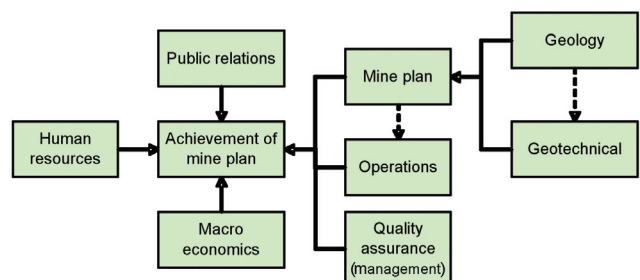 Public relations
Human
resources
Achievement of
mine plan
Macro
economics
Mine plan
Operations
Quality
assurance
(management)
Geology
Geotechnical